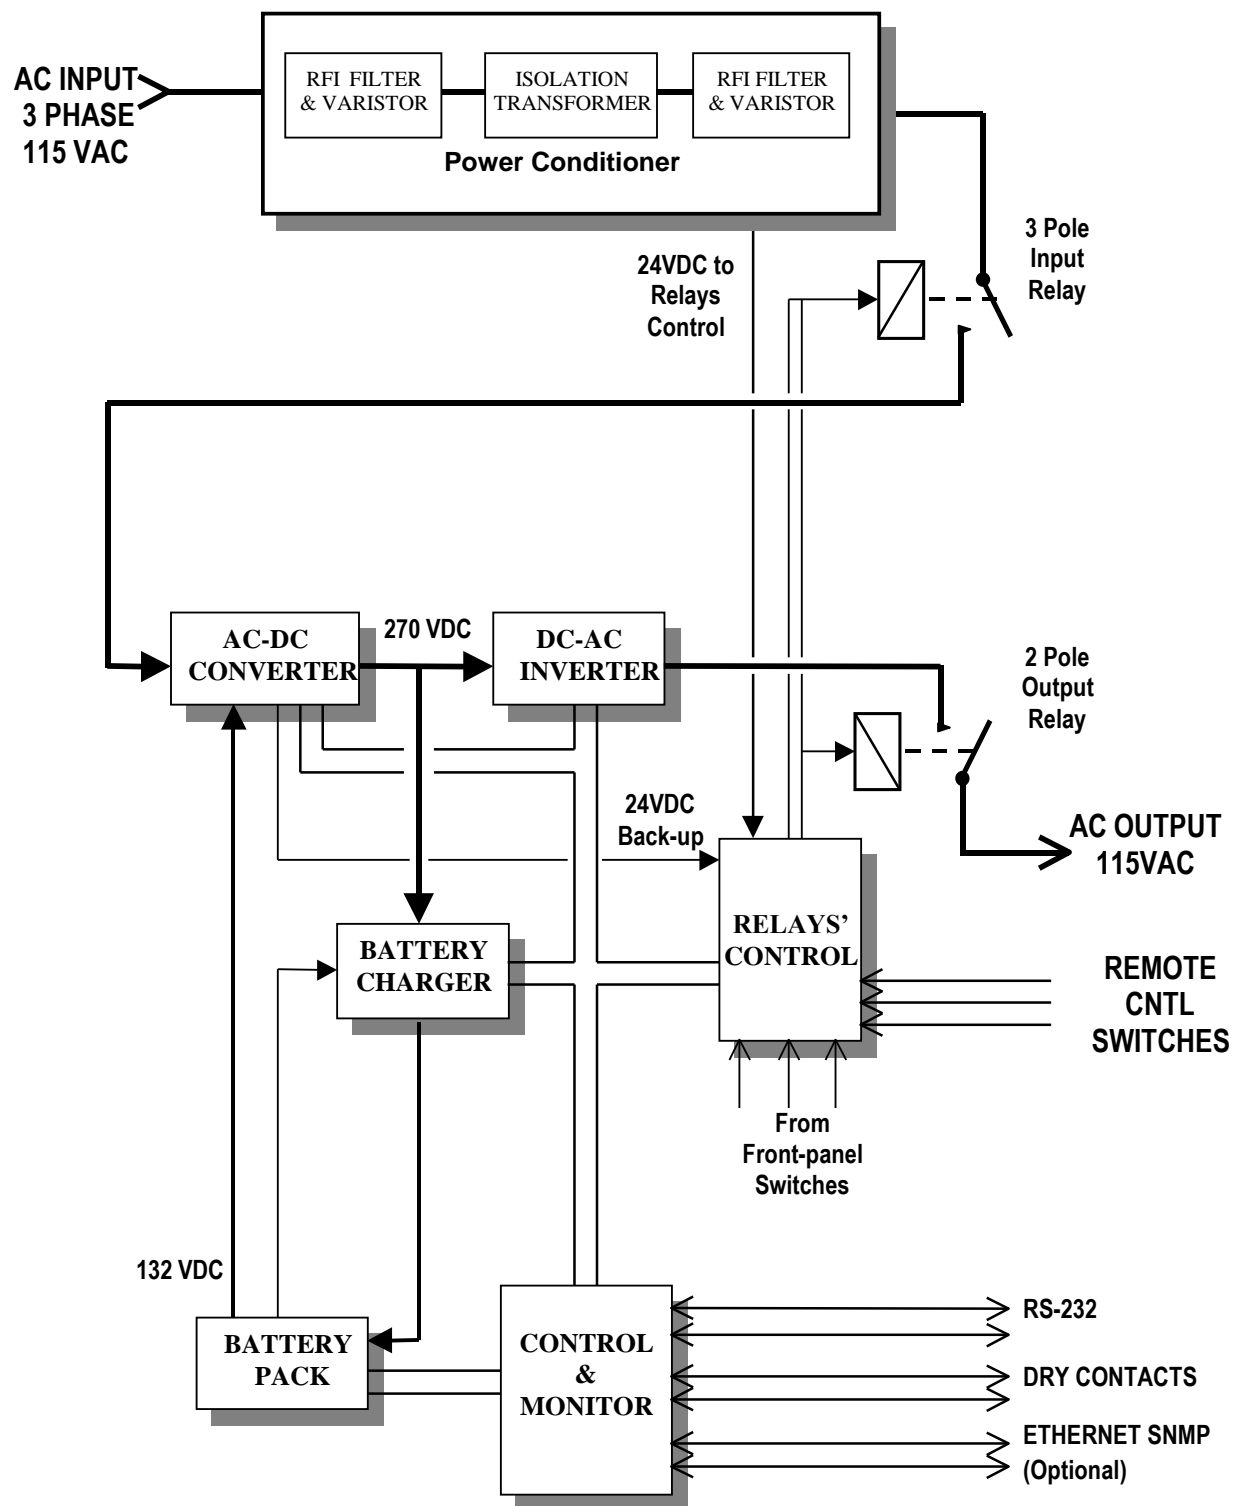 AC INPUT
3 PHASE
115 VAC
RFI FILTER
& VARISTOR
ISOLATION
TRANSFORMER
RFI FILTER
& VARISTOR
Power Conditioner
24VDC to
Relays
Control
3 Pole
Input
Relay
AC-DC
CONVERTER
270 VDC
DC-AC
INVERTER
2 Pole
Output
Relay
24VDC
Back-up
AC OUTPUT
115VAC
BATTERY
CHARGER
RELAYS’
CONTROL
REMOTE
CNTL
SWITCHES
From
Front-panel
Switches
132 VDC
BATTERY
PACK
CONTROL
&
MONITOR
RS-232
DRY CONTACTS
ETHERNET SNMP
(Optional)